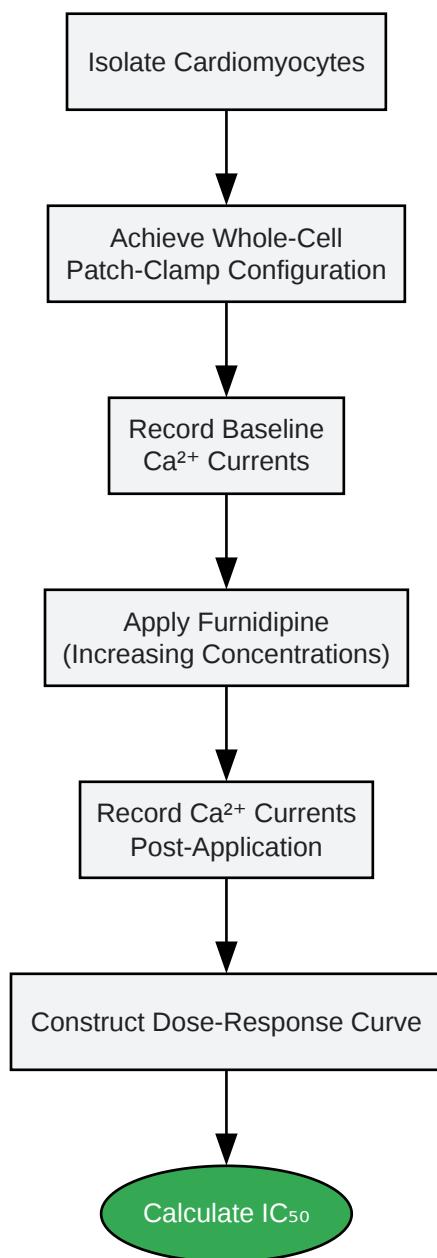 Isolate Cardiomyocytes
Achieve Whole-Cell
Patch-Clamp Configuration
Record Baseline
Ca²⁺ Currents
Apply Furnidipine
(Increasing Concentrations)
Record Ca²⁺ Currents
Post-Application
Construct Dose-Response Curve
Calculate IC₅₀